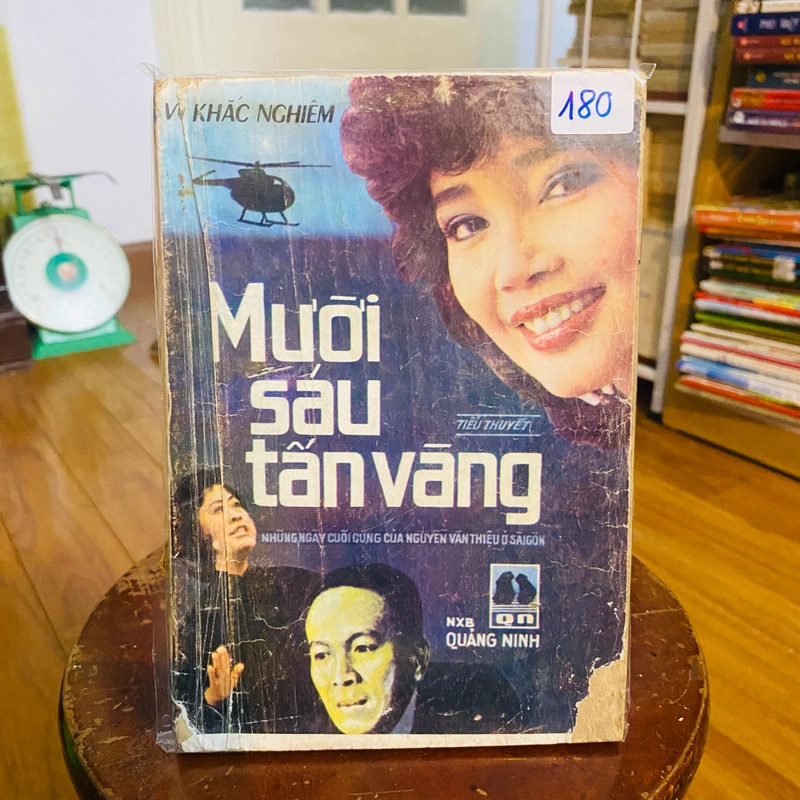 Vũ KHẮC NGHIÊM
180
Mười
sáu
tấn vàng
TIỂU THUYẾT
NHỮNG NGÀY CUỐI CÙNG CỦA NGUYỄN VĂN THIỆU Ở SÀIGÒN
QN
NXB
QUẢNG NINH